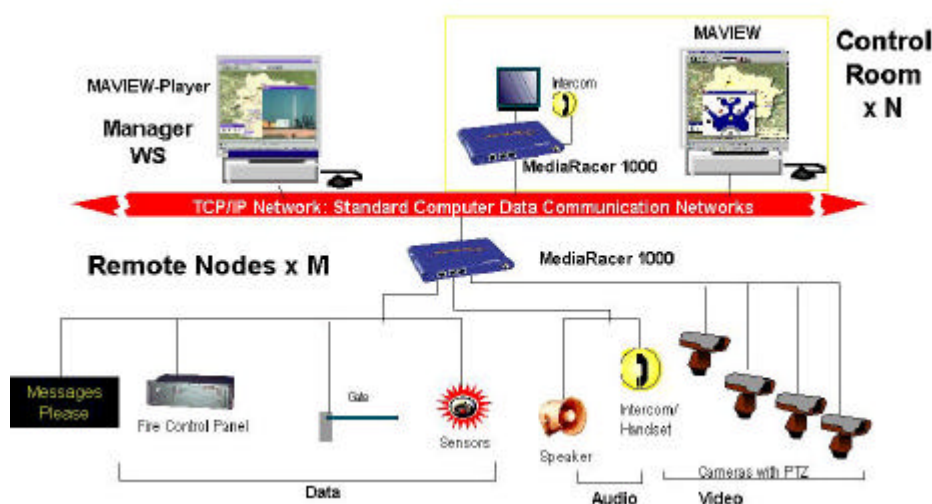 MAVIEW
Control
Room
x N
MAVIEW-Player
Intercom
Manager
WS
MediaRacer 1000
TCP/IP Network: Standard Computer Data Communication Networks
Remote Nodes x M
MediaRacer 1000
Messages
Please
Fire Control Panel
Gate
Sensors
Speaker
Intercom/
Handset
Cameras with PTZ
Data
Audio
Video